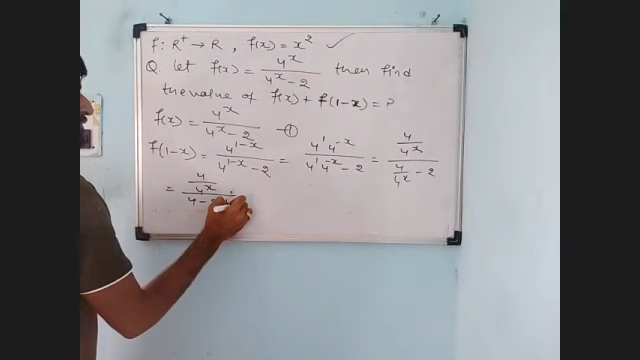 f: R⁺ → R, f(x) = x² ✓
Q. Let f(x) = 4^x / (4^x - 2) then find
the value of f(x) + f(1-x) = ?
f(x) = 4^x / (4^x - 2) —①
f(1-x) = 4^(1-x) / (4^(1-x) - 2) = 4¹4^-x / (4¹4^-x - 2) = (4/4^x) / (4/4^x - 2)
= (4/4^x) / (4 -